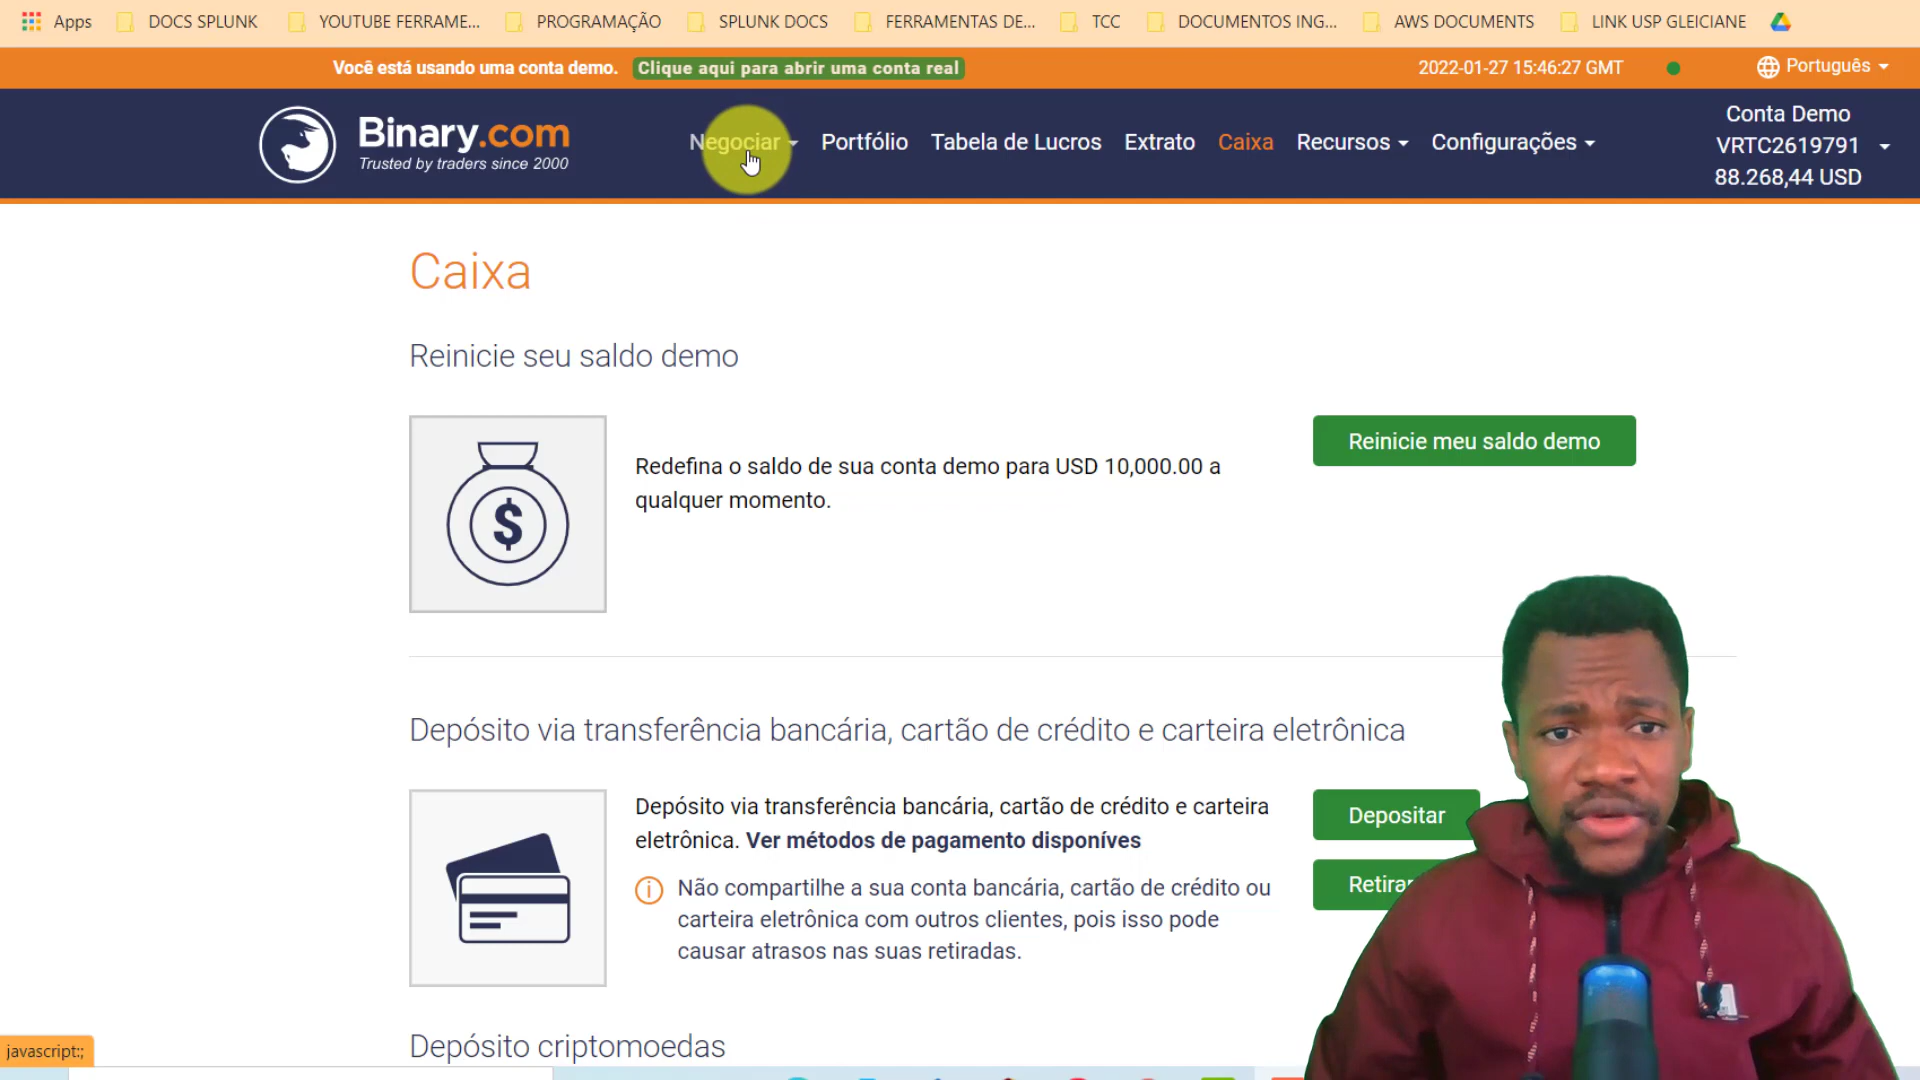 Apps DOCS SPLUNK YOUTUBE FERRAME... PROGRAMAÇÃO SPLUNK DOCS FERRAMENTAS DE... TCC DOCUMENTOS ING... AWS DOCUMENTS LINK USP GLEICIANE
Você está usando uma conta demo. Clique aqui para abrir uma conta real 2022-01-27 15:46:27 GMT Português
Binary.com
Trusted by traders since 2000
Negociar Portfólio Tabela de Lucros Extrato Caixa Recursos Configurações
Conta Demo
VRTC2619791
88.268,44 USD
Caixa
Reinicie seu saldo demo
$
Redefina o saldo de sua conta demo para USD 10,000.00 a
qualquer momento.
Reinicie meu saldo demo
Depósito via transferência bancária, cartão de crédito e carteira eletrônica
Depósito via transferência bancária, cartão de crédito e carteira
eletrônica. Ver métodos de pagamento disponíves
Não compartilhe a sua conta bancária, cartão de crédito ou
carteira eletrônica com outros clientes, pois isso pode
causar atrasos nas suas retiradas.
Depositar
Retirar
Depósito criptomoedas
javascript:;